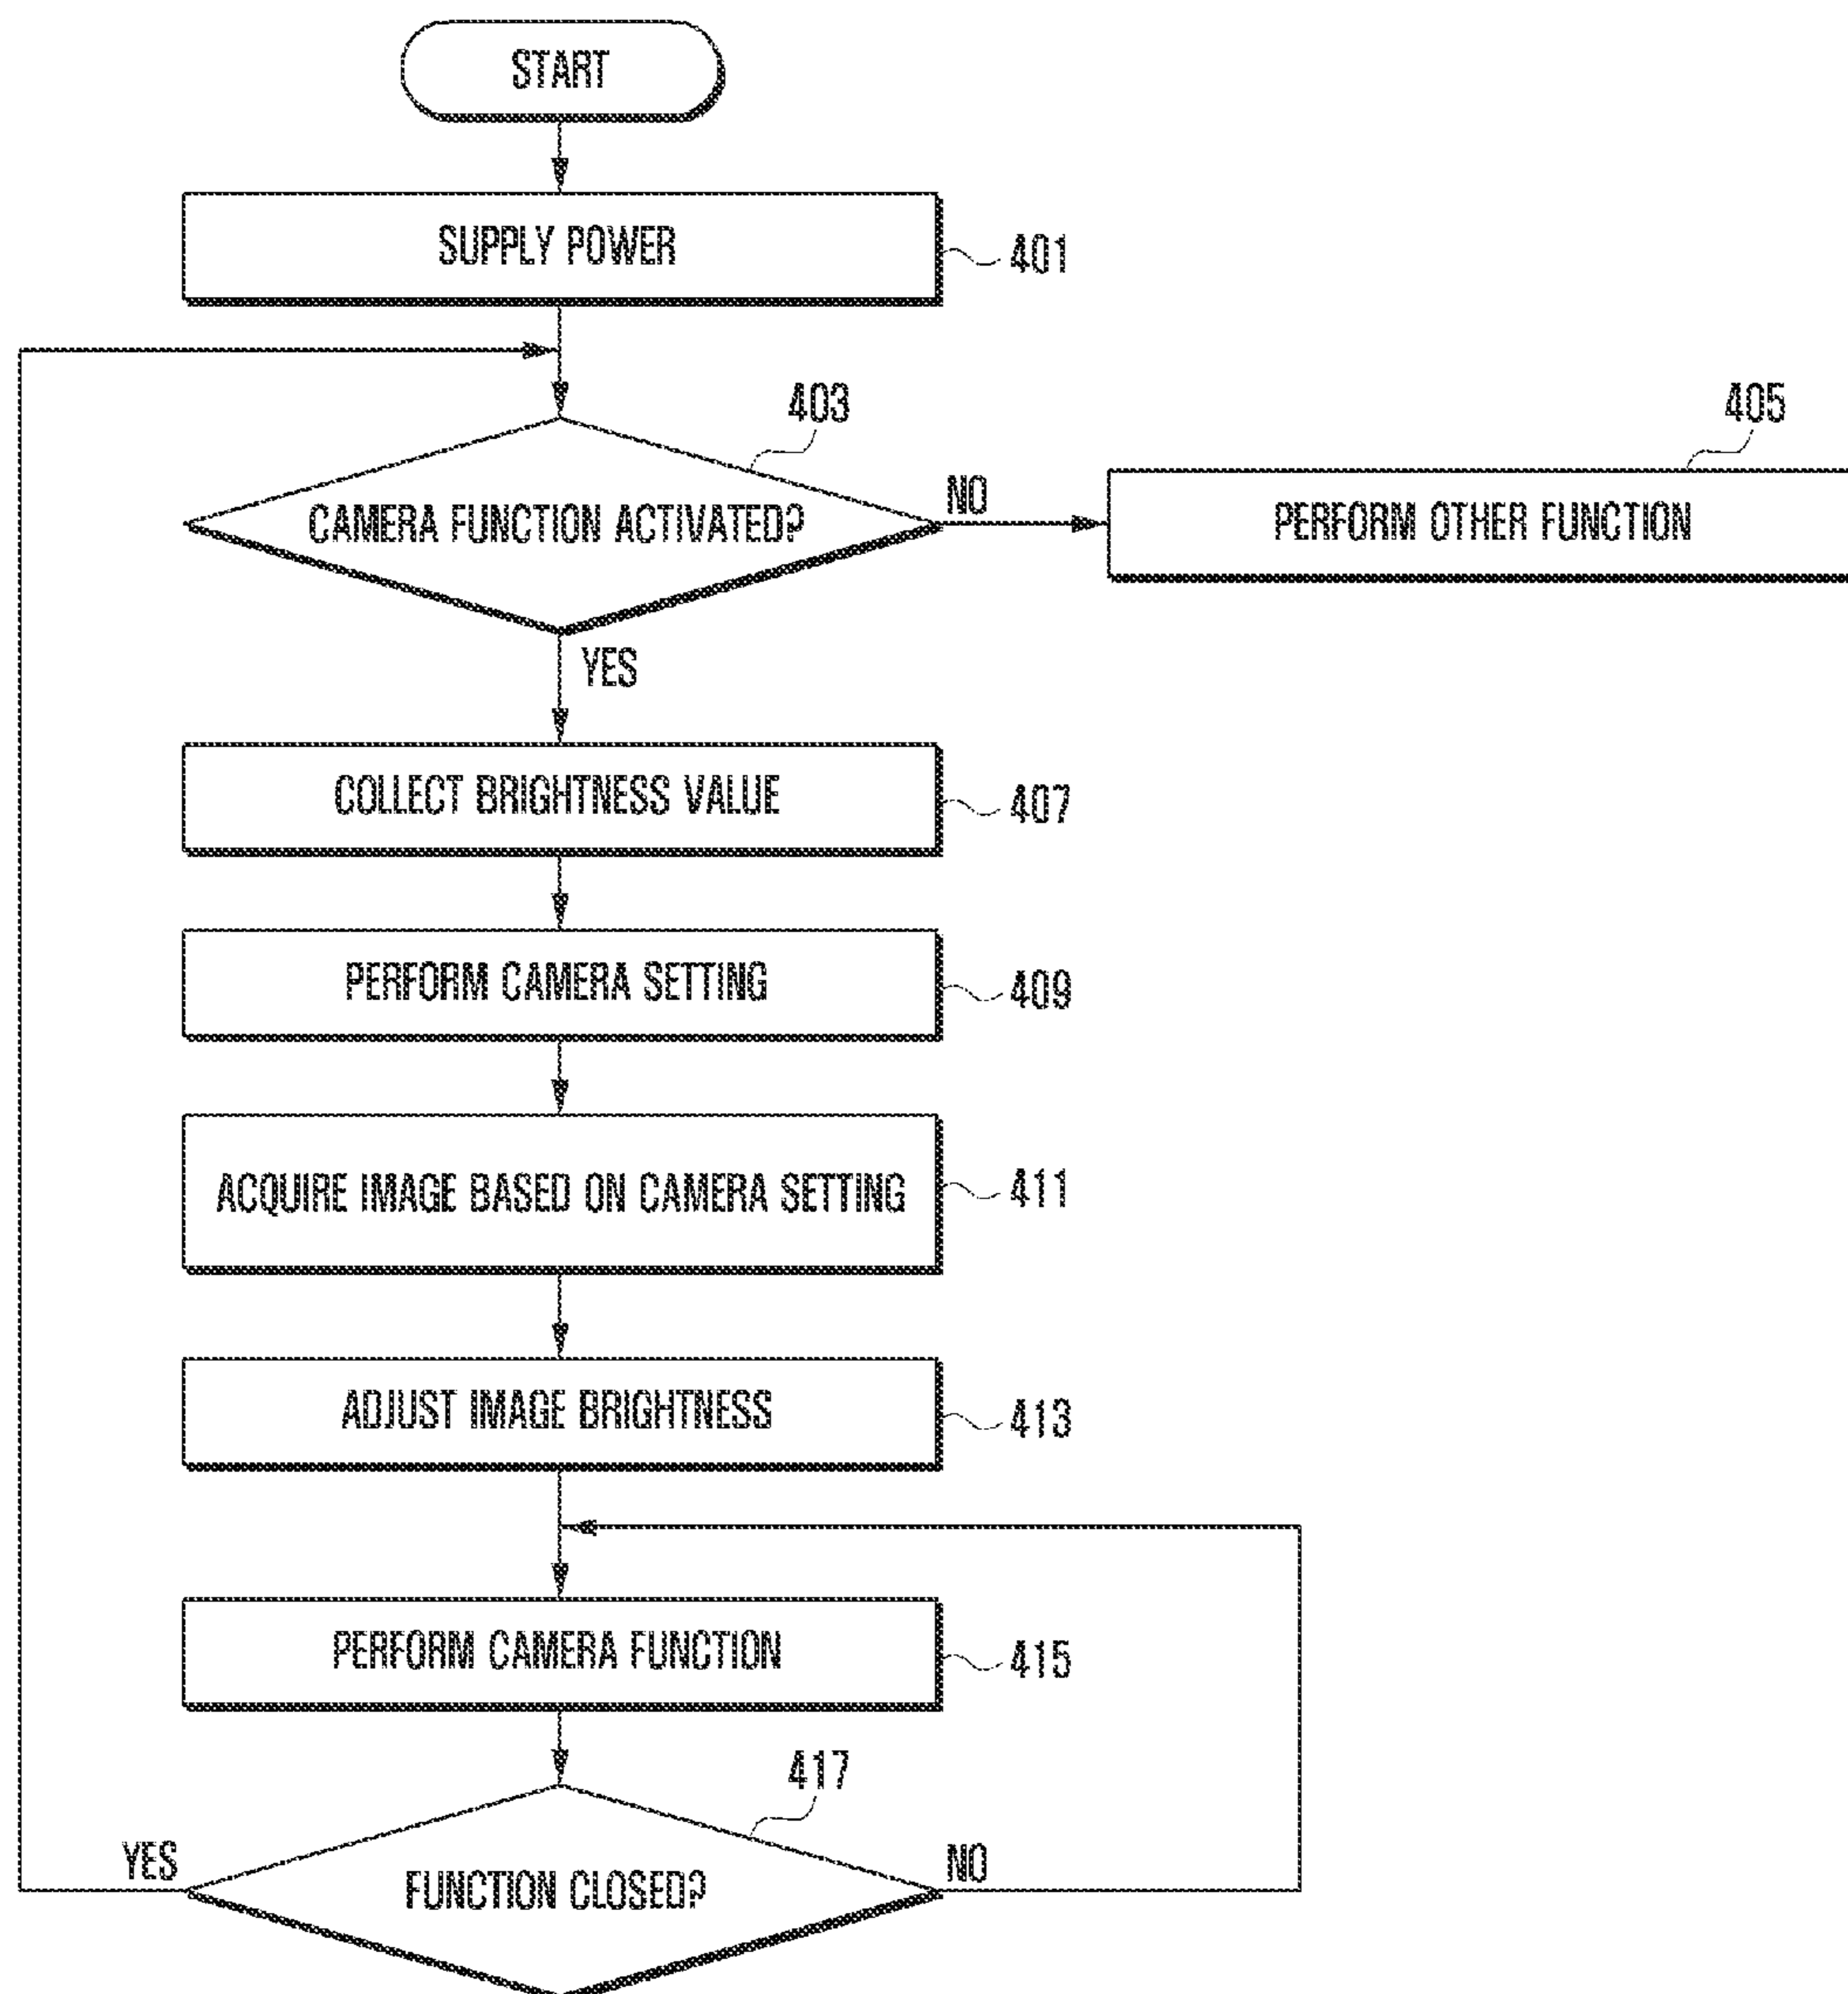 START
SUPPLY POWER
401
403
405
CAMERA FUNCTION ACTIVATED?
NO
PERFORM OTHER FUNCTION
YES
COLLECT BRIGHTNESS VALUE
407
PERFORM CAMERA SETTING
409
ACQUIRE IMAGE BASED ON CAMERA SETTING
411
ADJUST IMAGE BRIGHTNESS
413
PERFORM CAMERA FUNCTION
415
417
YES
FUNCTION CLOSED?
NO